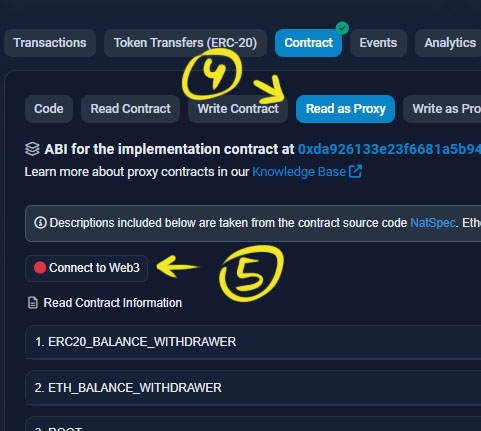 Transactions
Token Transfers (ERC-20)
Contract
Events
Analytics
4
Code
Read Contract
Write Contract
Read as Proxy
Write as Pro
ABI for the implementation contract at 0xda926133e23f6681a5b94
Learn more about proxy contracts in our Knowledge Base
Descriptions included below are taken from the contract source code NatSpec. Ethe
Connect to Web3
5
Read Contract Information
1. ERC20_BALANCE_WITHDRAWER
2. ETH_BALANCE_WITHDRAWER
3. ROOT